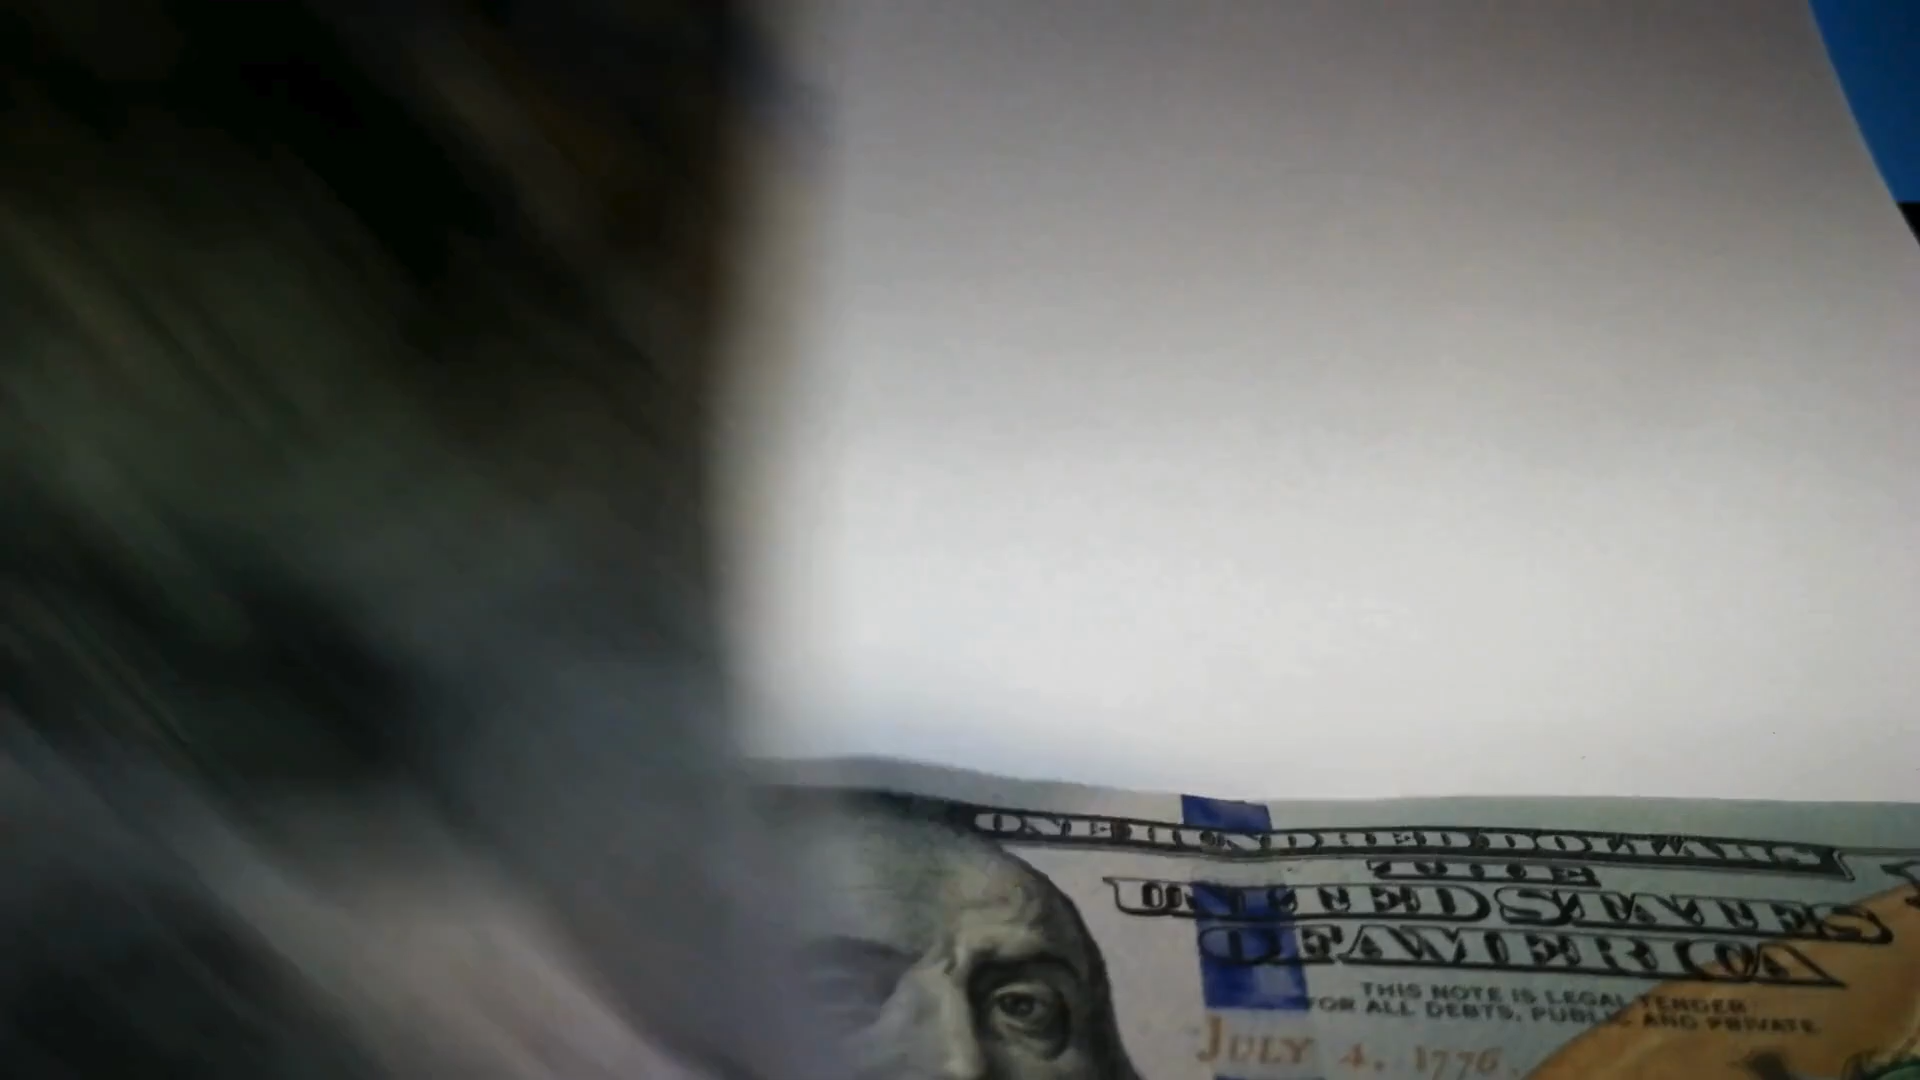 ONE HUNDRED DOLLARS
THE
UNITED STATES
OF AMERICA
THIS NOTE IS LEGAL TENDER
FOR ALL DEBTS, PUBLIC AND PRIVATE
JULY 4, 1776.